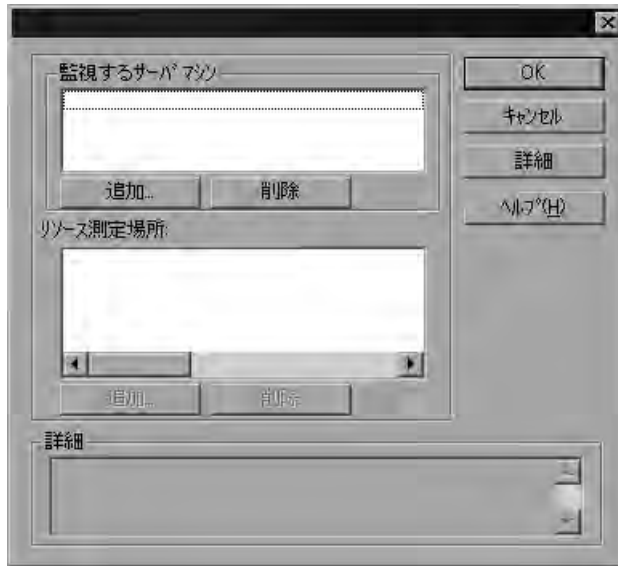 監視するサーバマシン
OK
キャンセル
詳細
ヘルプ(H)
追加...
削除
リソース測定場所:
追加...
削除
詳細